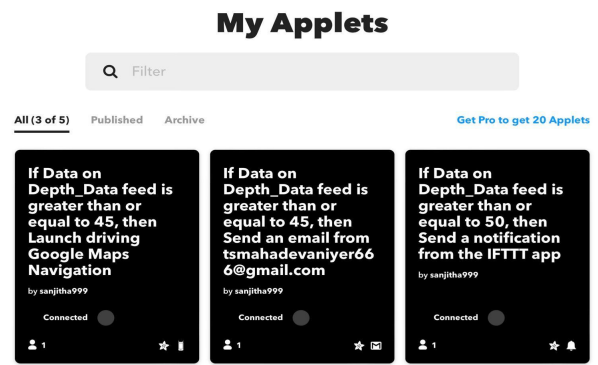 My Applets
Filter
All (3 of 5) Published Archive Get Pro to get 20 Applets
If Data on
Depth_Data feed is
greater than or
equal to 45, then
Launch driving
Google Maps
Navigation
by sanjitha999
Connected
1
If Data on
Depth_Data feed is
greater than or
equal to 45, then
Send an email from
tsmahadevaniyer66
6@gmail.com
by sanjitha999
Connected
1
If Data on
Depth_Data feed is
greater than or
equal to 50, then
Send a notification
from the IFTTT app
by sanjitha999
Connected
1